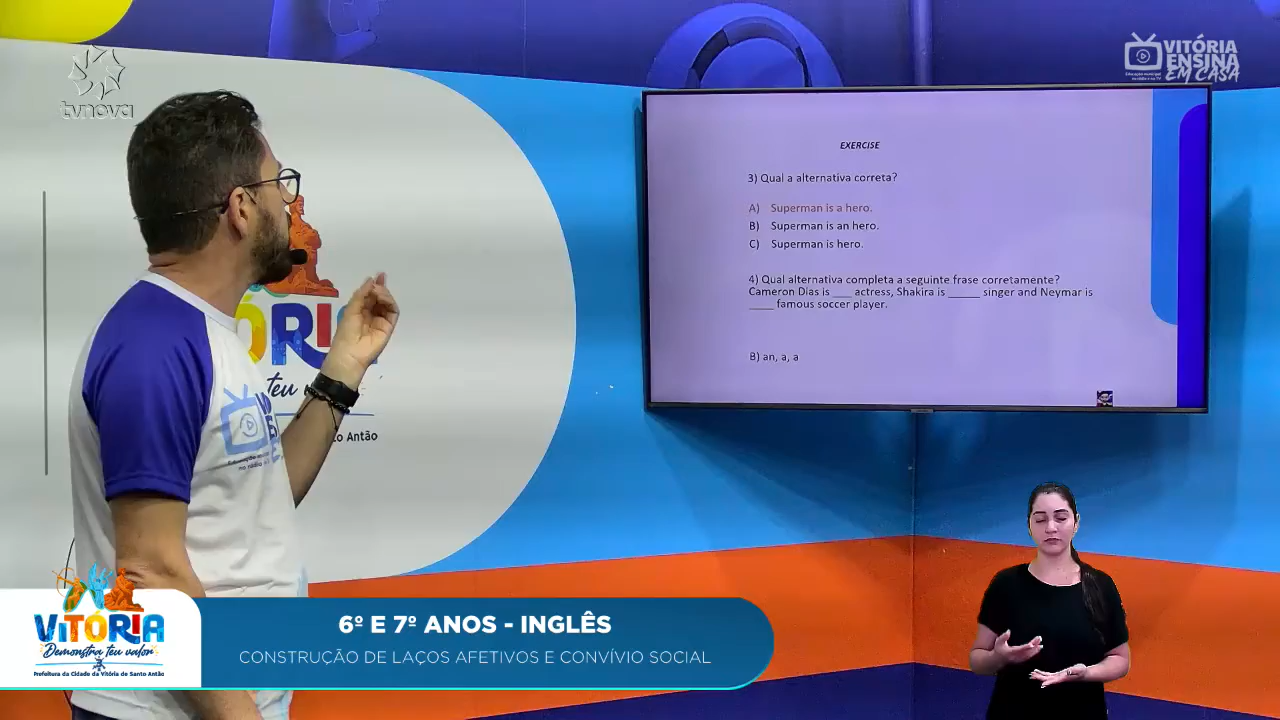 tvnova
VITÓRIA
ENSINA
EM CASA
EXERCISE
3) Qual a alternativa correta?
A) Superman is a hero.
B) Superman is an hero.
C) Superman is hero.
4) Qual alternativa completa a seguinte frase corretamente?
Cameron Dias is ___ actress, Shakira is _____ singer and Neymar is
____ famous soccer player.
B) an, a, a
teu
to Antão
6º E 7º ANOS - INGLÊS
CONSTRUÇÃO DE LAÇOS AFETIVOS E CONVÍVIO SOCIAL
ViTÓRIA
Demonstra teu valor
Prefeitura da Cidade da Vitória de Santo Antão